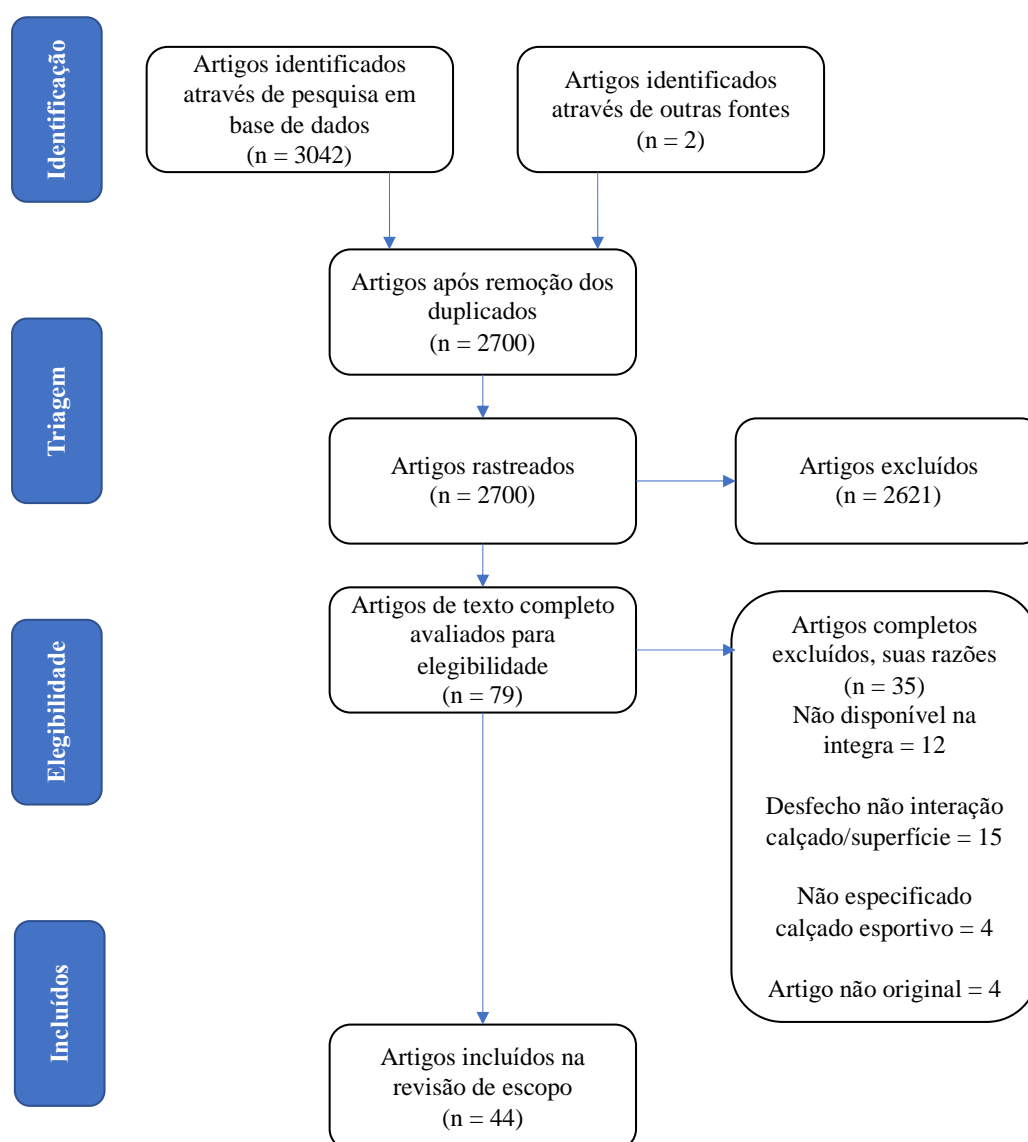 Identificação
Artigos identificados
através de pesquisa em
base de dados
(n = 3042)
Artigos identificados
através de outras fontes
(n = 2)
Triagem
Artigos após remoção dos
duplicados
(n = 2700)
Artigos rastreados
(n = 2700)
Artigos excluídos
(n = 2621)
Elegibilidade
Artigos de texto completo
avaliados para
elegibilidade
(n = 79)
Artigos completos
excluídos, suas razões
(n = 35)
Não disponível na
integra = 12
Desfecho não interação
calçado/superfície = 15
Não especificado
calçado esportivo = 4
Artigo não original = 4
Incluídos
Artigos incluídos na
revisão de escopo
(n = 44)